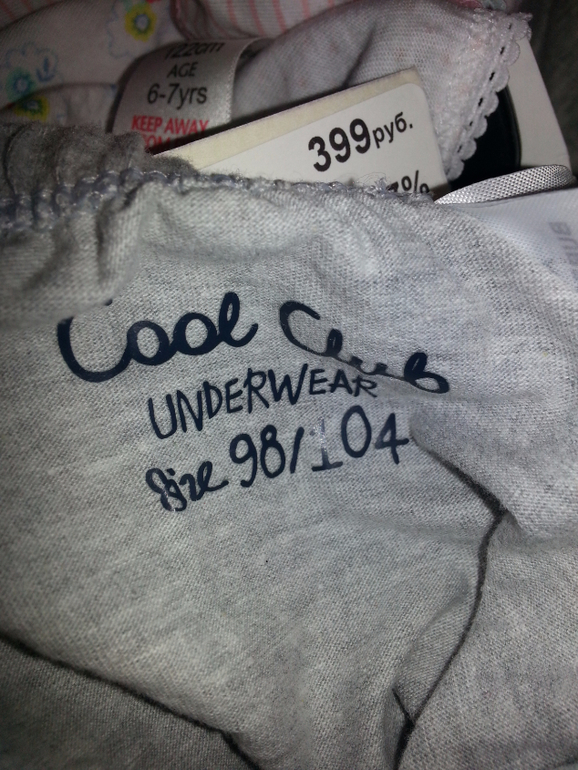 122cm
AGE
6-7yrs
KEEP AWAY
399руб.
Cool Club
UNDERWEAR
Size 98/104